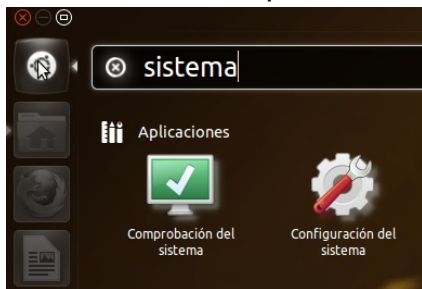 sistema
Aplicaciones
Comprobación del
sistema
Configuración del
sistema